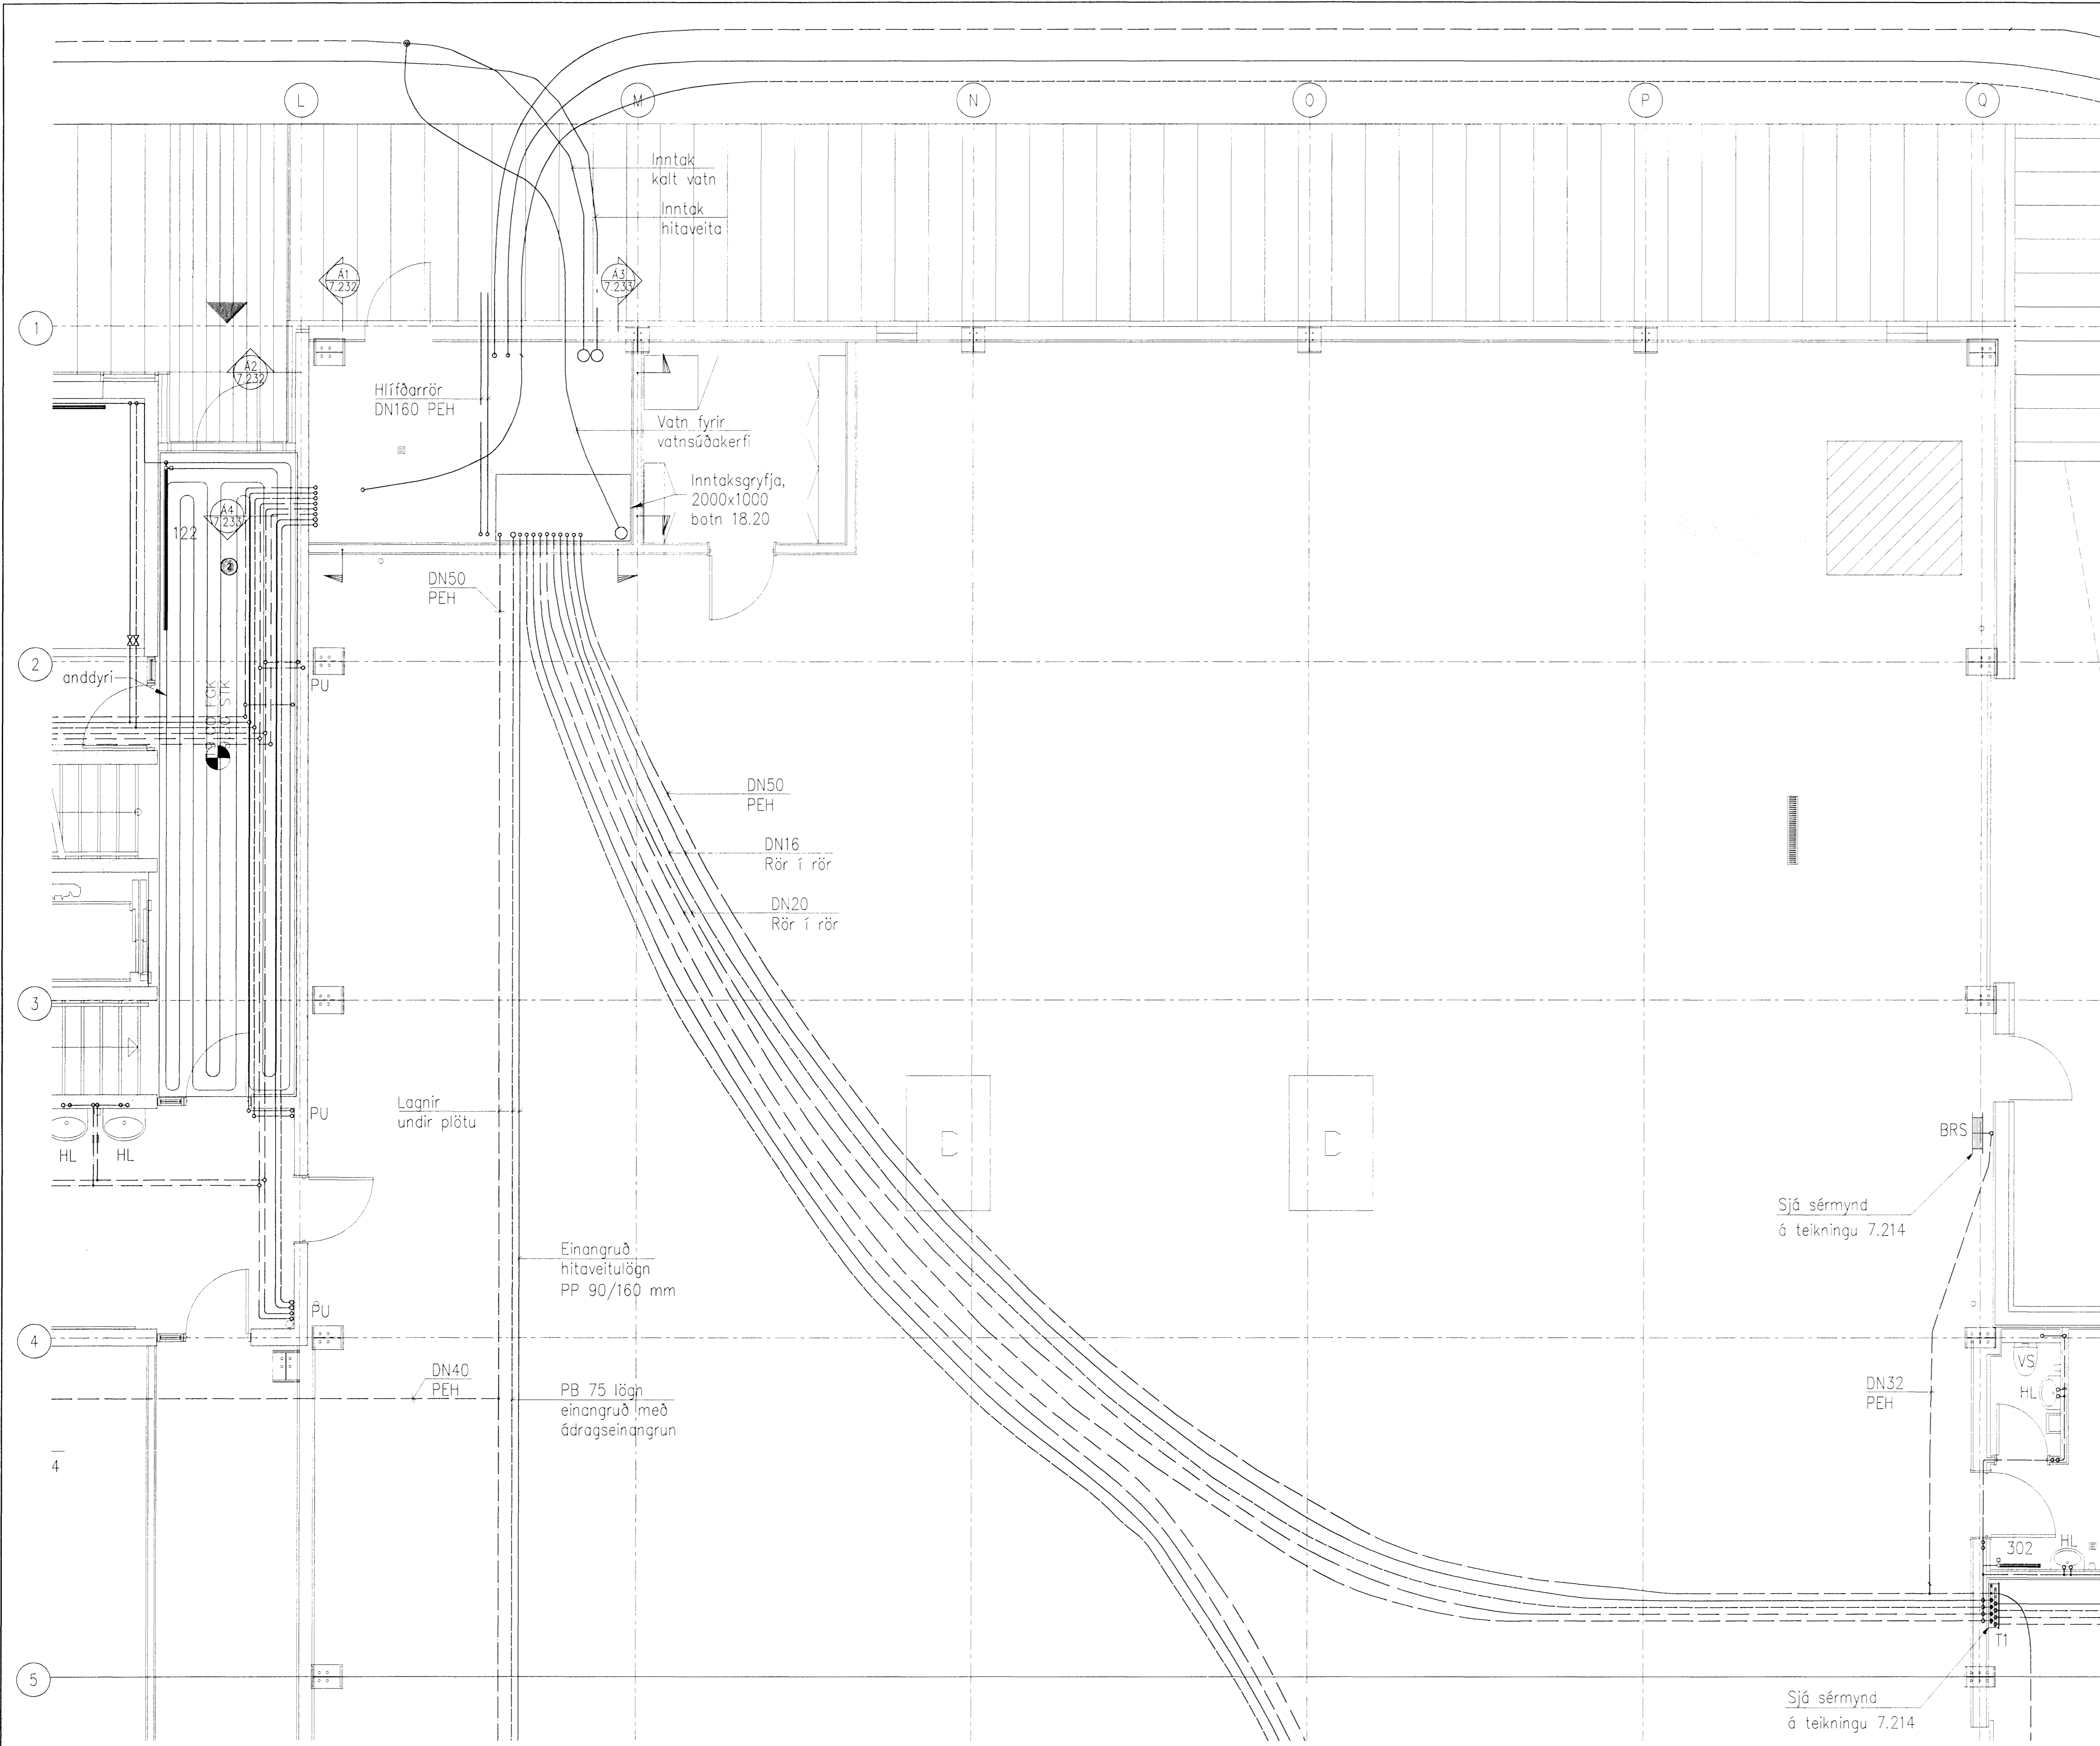 L
M
N
O
P
Q
Inntak
kalt vatn
Inntak
hitaveita
A1
7.232
A3
7.233
1
A2
7.232
Hlífðarrör
DN160 PEH
Vatn fyrir
vatnsúðakerfi
Inntaksgryfja,
2000x1000
botn 18.20
A4
7.233
122
2
DN50
PEH
2
anddyri
PU
FGK
STK
DN50
PEH
DN16
Rör í rör
DN20
Rör í rör
3
Lagnir
undir plötu
PU
HL
HL
D
D
BRS
Sjá sérmynd
á teikningu 7.214
Einangruð
hitaveitulögn
PP 90/160 mm
PU
4
DN40
PEH
PB 75 lögn
einangruð með
ádragseinangrun
VS
HL
DN32
PEH
4
302
HL
T1
5
Sjá sérmynd
á teikningu 7.214